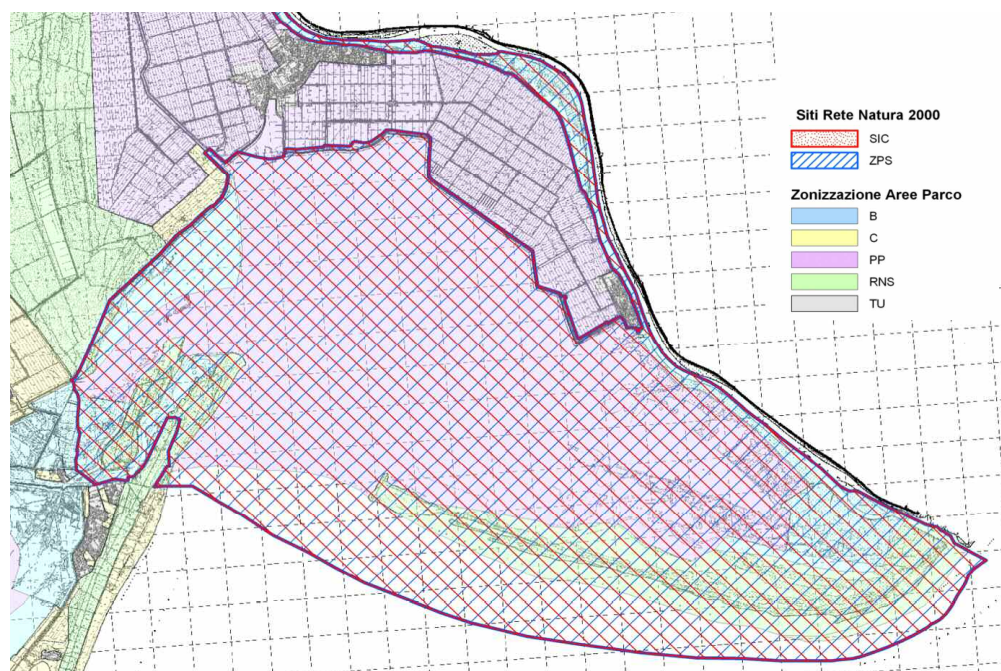 Siti Rete Natura 2000
SIC
ZPS
Zonizzazione Aree Parco
B
C
PP
RNS
TU